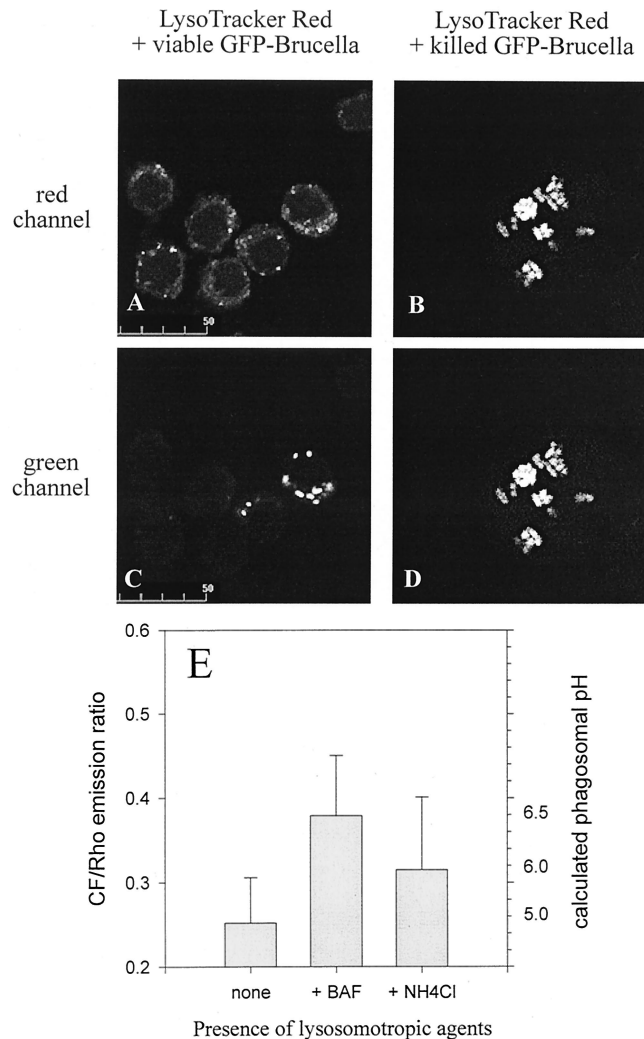 LysoTracker Red
+ viable GFP-Brucella
LysoTracker Red
+ killed GFP-Brucella
red
channel
A
50
B
green
channel
C
50
D
E
CF/Rho emission ratio
0.6
0.5
0.4
0.3
0.2
calculated phagosomal pH
6.5
6.0
5.0
none
+ BAF
+ NH4Cl
Presence of lysosomotropic agents